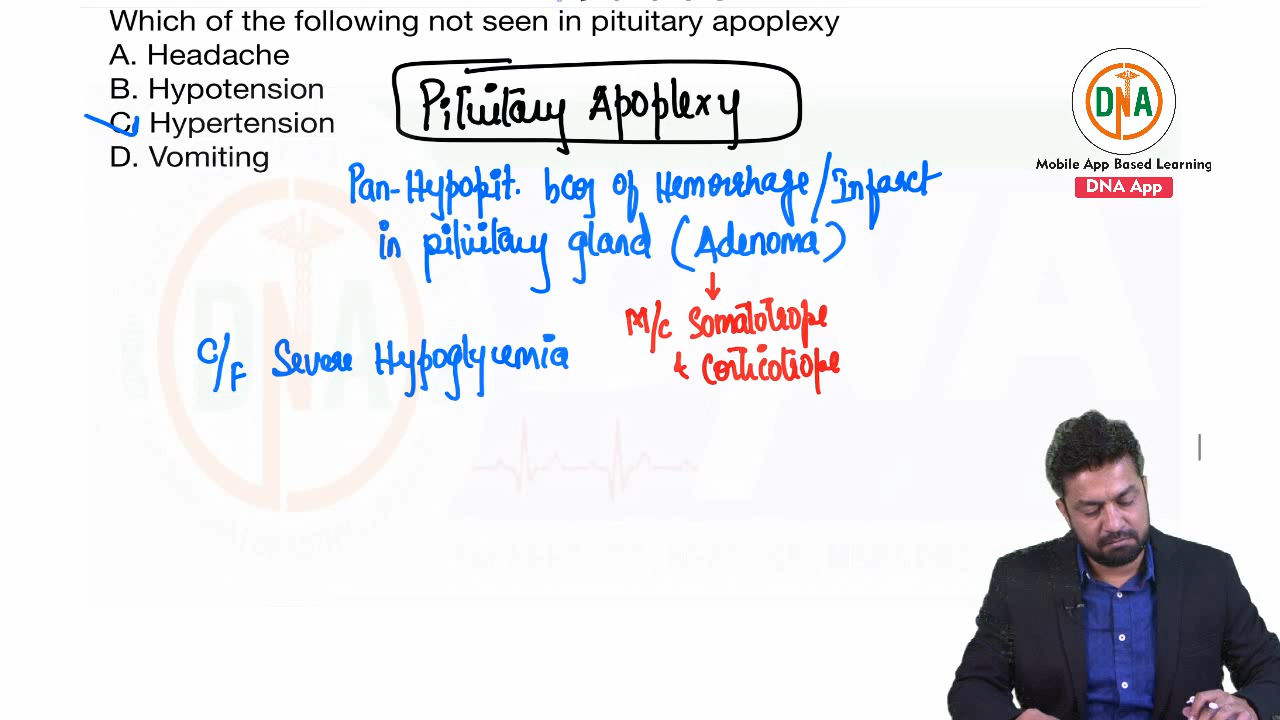 Which of the following not seen in pituitary apoplexy
A. Headache
B. Hypotension
C. Hypertension
D. Vomiting
Pituitary Apoplexy
DNA
Mobile App Based Learning
DNA App
Pan-Hypopit. bcoz of Hemorrhage/Infarct
in pituitary gland (Adenoma)
M/c Somatotrope
& Corticotrope
C/F Severe Hypoglycemia
DNA